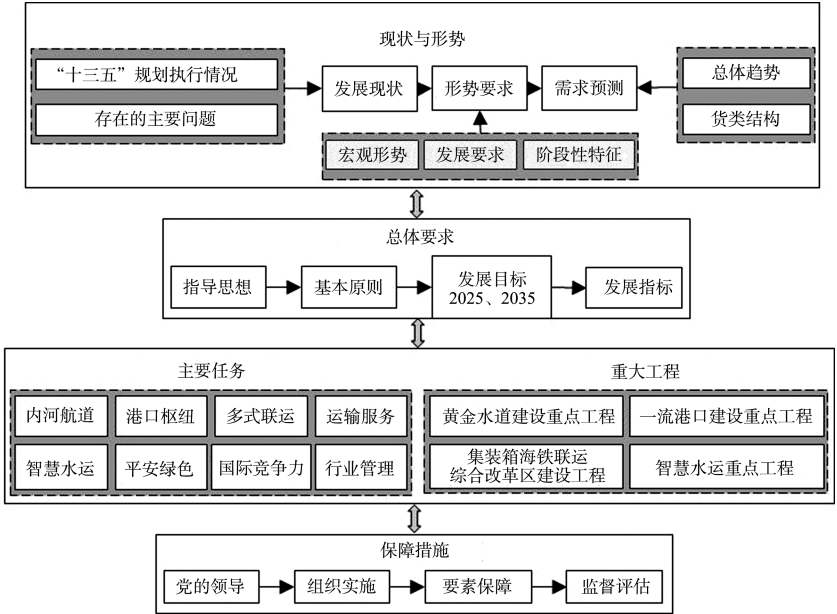 现状与形势
“十三五”规划执行情况
存在的主要问题
发展现状
形势要求
需求预测
总体趋势
货类结构
宏观形势
发展要求
阶段性特征
总体要求
指导思想
基本原则
发展目标
2025、2035
发展指标
主要任务
内河航道
港口枢纽
多式联运
运输服务
智慧水运
平安绿色
国际竞争力
行业管理
重大工程
黄金水道建设重点工程
一流港口建设重点工程
集装箱海铁联运
综合改革区建设工程
智慧水运重点工程
保障措施
党的领导
组织实施
要素保障
监督评估